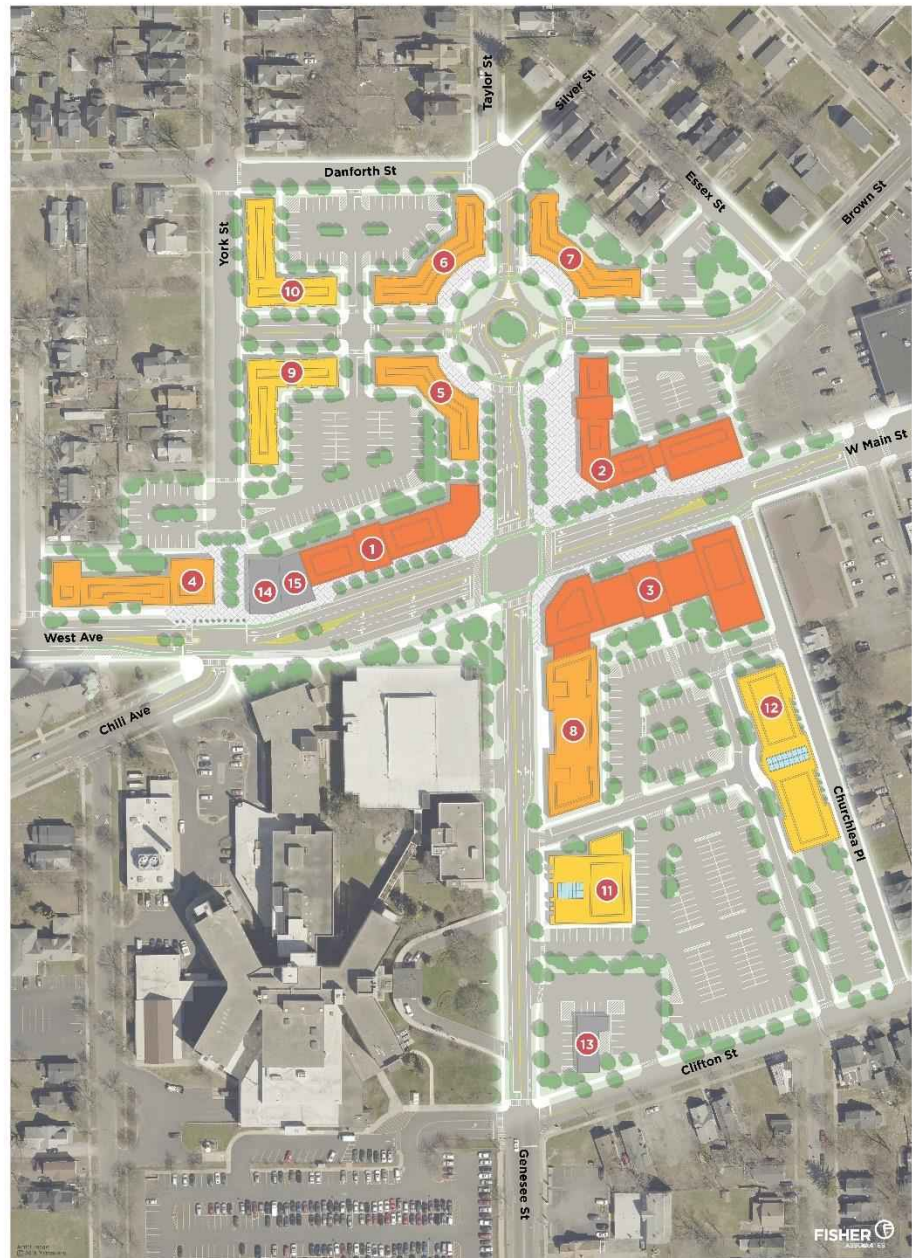 Taylor St
Silver St
Danforth St
Essex St
Brown St
York St
6
7
10
9
5
W Main St
2
1
4
14
15
3
West Ave
Chili Ave
12
8
Churchlea Pl
11
13
Clifton St
Genesee St
FISHER
ASSOCIATES